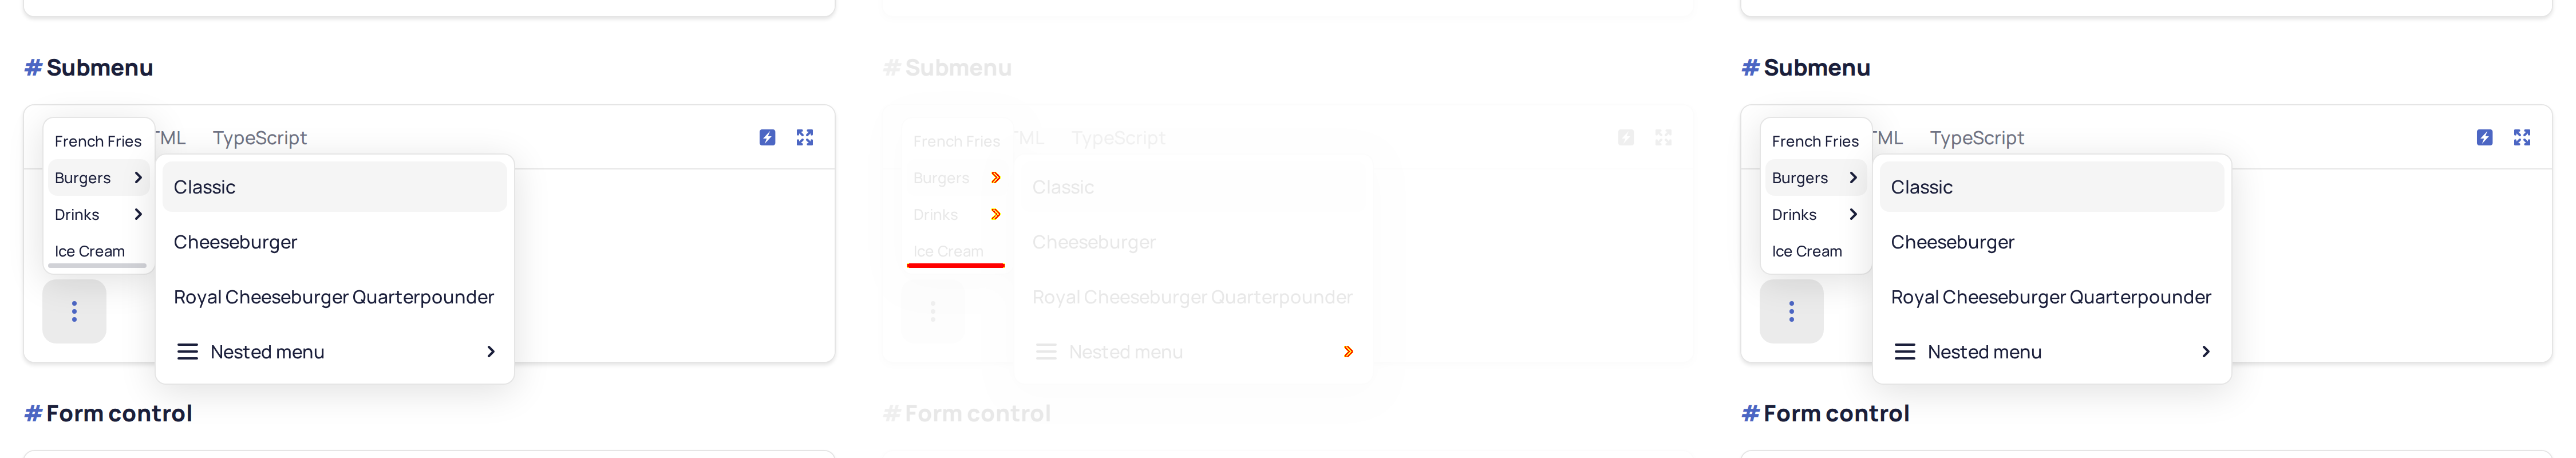 # Submenu
French Fries
TML TypeScript
Burgers
Classic
Drinks
Cheeseburger
Ice Cream
Royal Cheeseburger Quarterpounder
Nested menu
# Form control
# Submenu
French Fries
TML TypeScript
Burgers
Classic
Drinks
Cheeseburger
Ice Cream
Royal Cheeseburger Quarterpounder
Nested menu
# Form control
# Submenu
French Fries
ML TypeScript
Burgers
Classic
Drinks
Cheeseburger
Ice Cream
Royal Cheeseburger Quarterpounder
Nested menu
# Form control